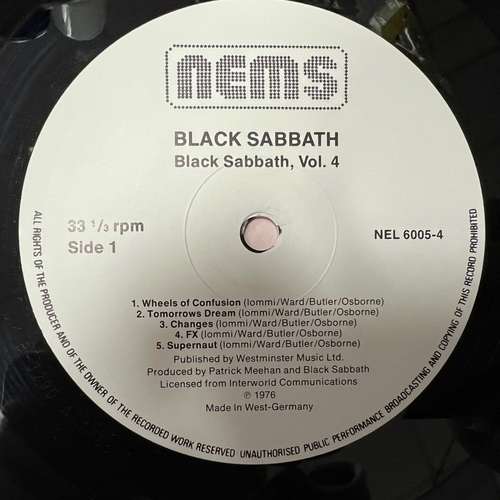 nems
BLACK SABBATH
Black Sabbath, Vol. 4
33 1/3 rpm
Side 1
NEL 6005-4
1. Wheels of Confusion (Iommi/Ward/Butler/Osborne)
2. Tomorrows Dream (Iommi/Ward/Butler/Osborne)
3. Changes (Iommi/Ward/Butler/Osborne)
4. FX (Iommi/Ward/Butler/Osborne)
5. Supernaut (Iommi/Ward/Butler/Osborne)
Published by Westminster Music Ltd.
Produced by Patrick Meehan and Black Sabbath
Licensed from Interworld Communications
℗ 1976
Made In West-Germany
ALL RIGHTS OF THE PRODUCER AND/OF THE OWNER OF THE RECORDED WORK RESERVED UNAUTHORISED PUBLIC PERFORMANCE BROADCASTING AND COPYING OF THIS RECORD PROHIBITED